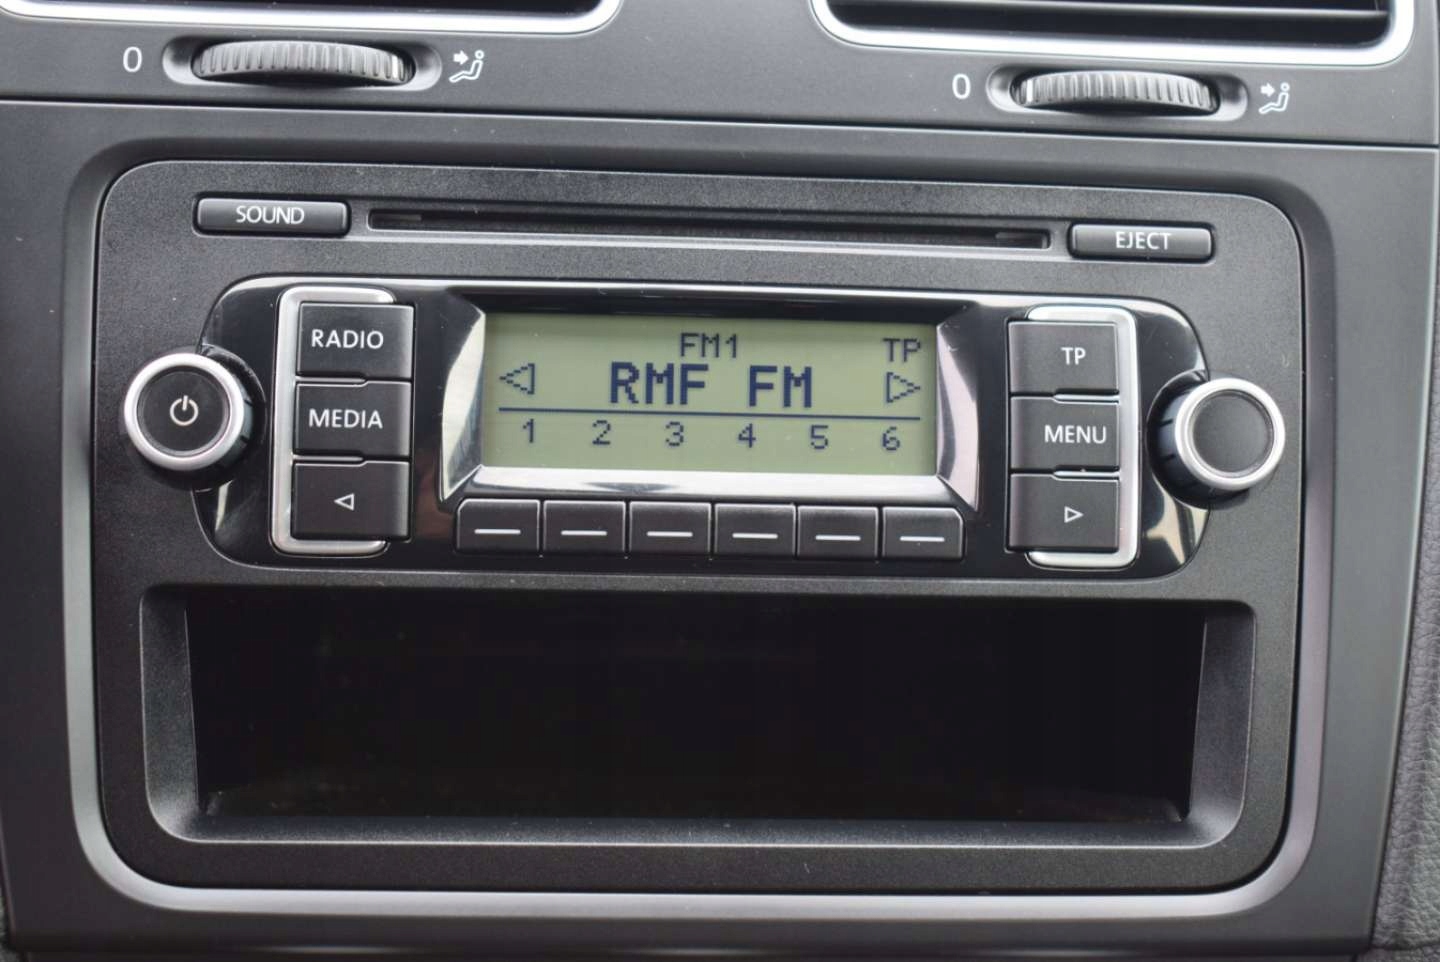 0
0
SOUND
EJECT
RADIO
FM1
TP
TP
RMF FM
MEDIA
MENU
1 2 3 4 5 6